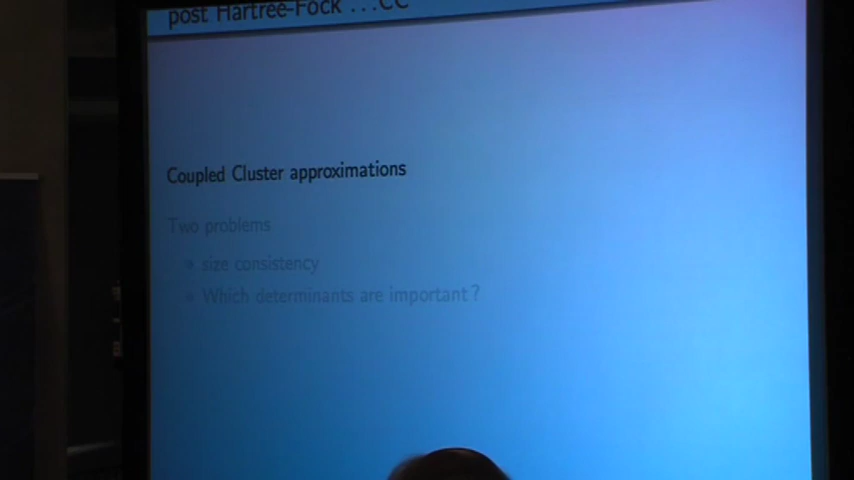 post Hartree-Fock ...CC
Coupled Cluster approximations
Two problems
• size consistency
• Which determinants are important ?